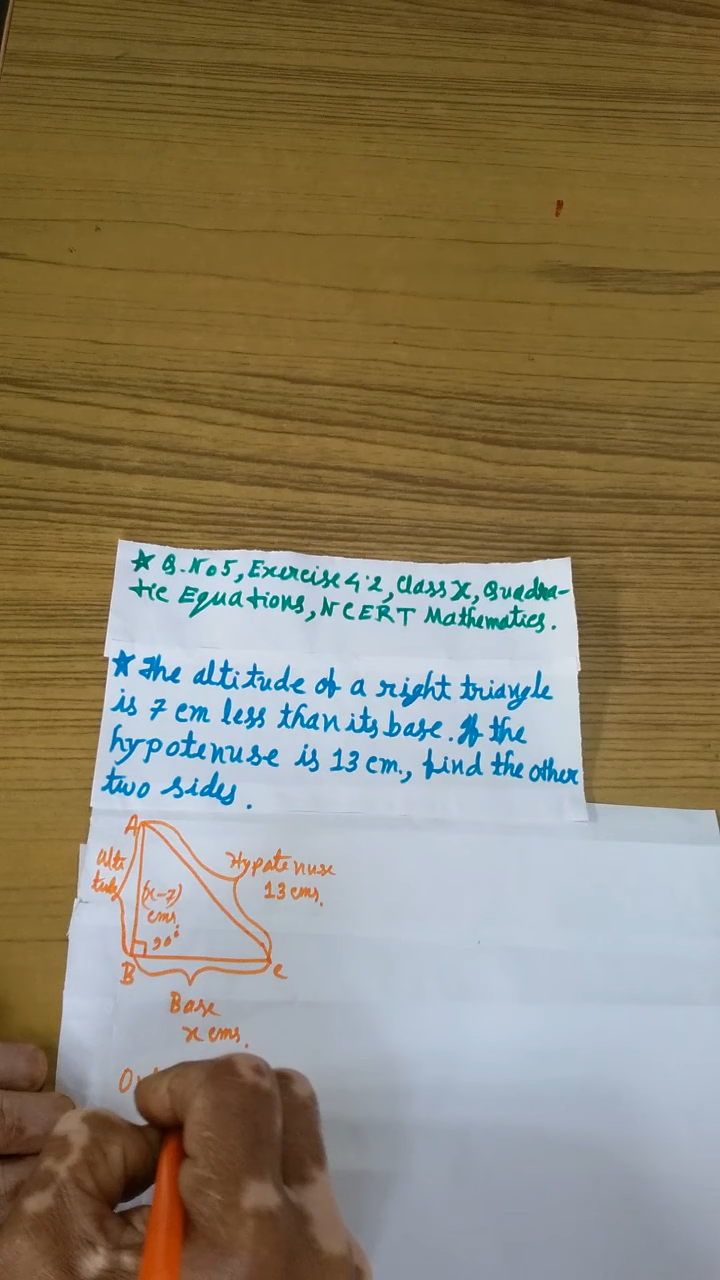 ★ Q. No 5, Exercise 4.2, Class X, Quadra-
tic Equations, NCERT Mathematics.
★ The altitude of a right triangle
is 7 cm less than its base. If the
hypotenuse is 13 cm., find the other
two sides.
A
Alti
tude
Hypotenuse
13 cms.
(x-7)
cms.
90°
B
C
Base
x cms.